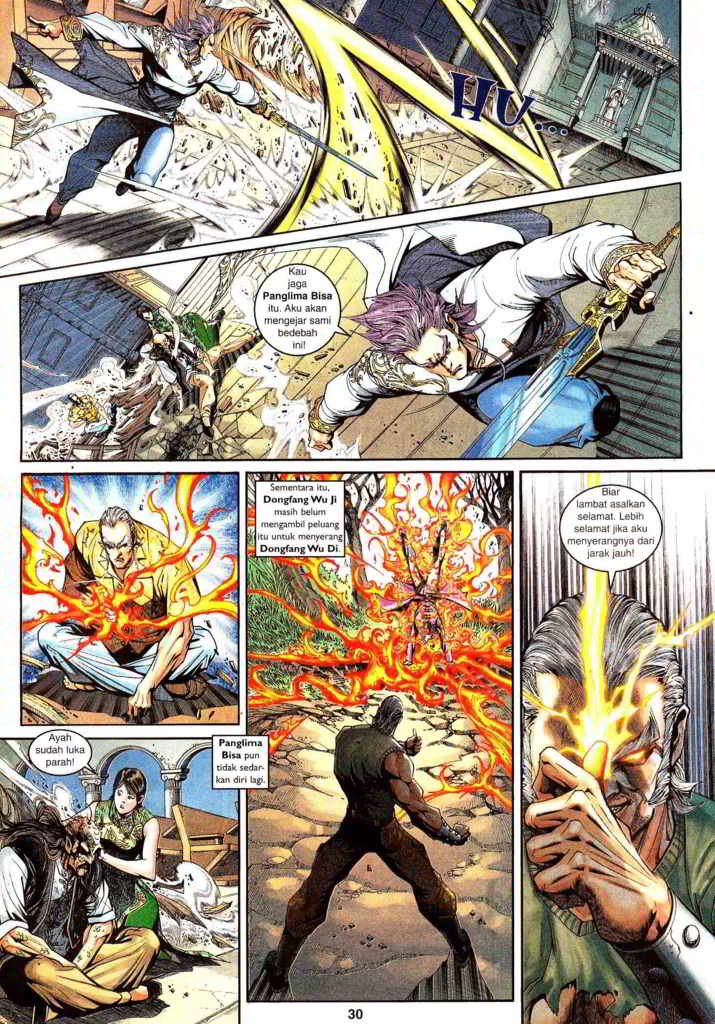 HU...
Kau
jaga
Panglima Bisa
itu. Aku akan
mengejar sami
bedebah
ini!
Sementara itu,
Dongfang Wu Ji
masih belum
mengambil peluang
itu untuk menyerang
Dongfang Wu Di.
Biar
lambat asalkan
selamat. Lebih
selamat jika aku
menyerangnya dari
jarak jauh!
Ayah
sudah luka
parah!
Panglima
Bisa pun
tidak sedar-
kan diri lagi.
30